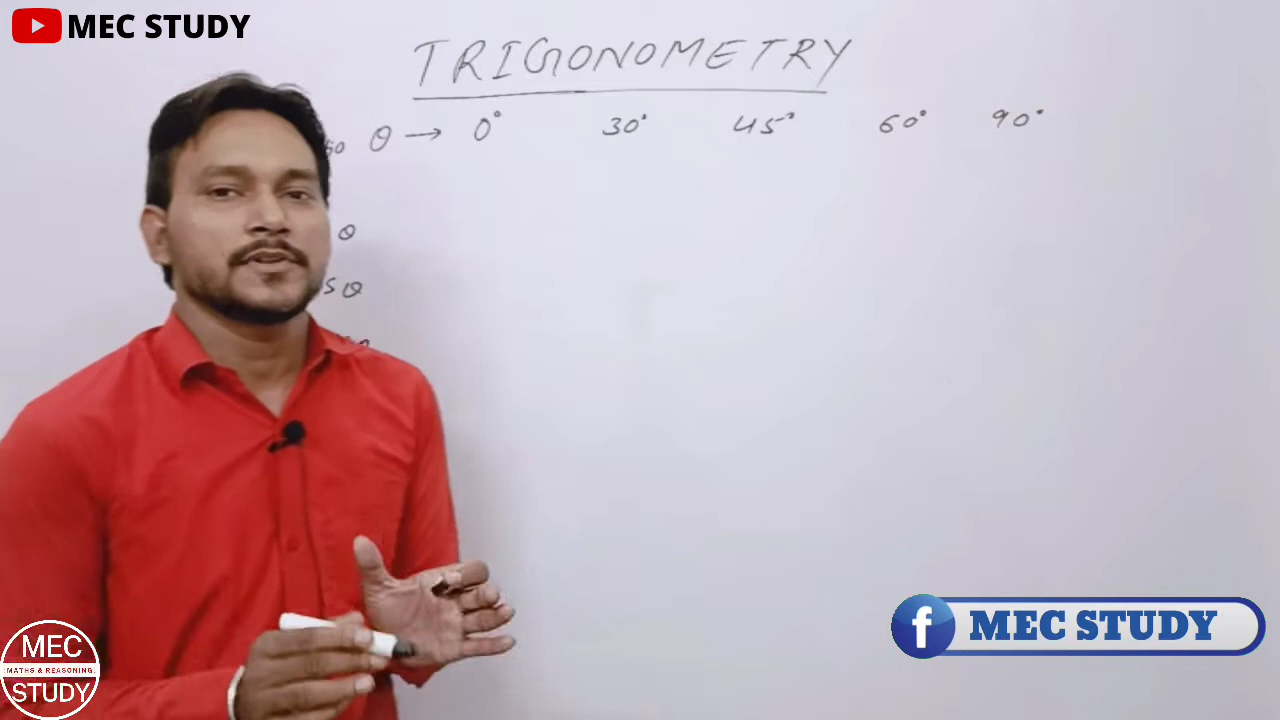 MEC STUDY
TRIGONOMETRY
θ → 0° 30° 45° 60° 90°
θ
θ
MEC STUDY
MEC
MATHS & REASONING
STUDY